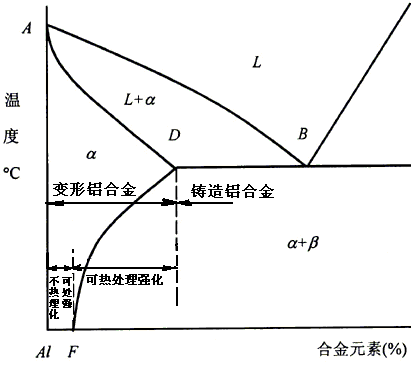 A
L
温
度
°C
L+α
D
B
α
变形铝合金
铸造铝合金
α+β
不可
热处
理强
化
可热处理强化
Al
F
合金元素(%)